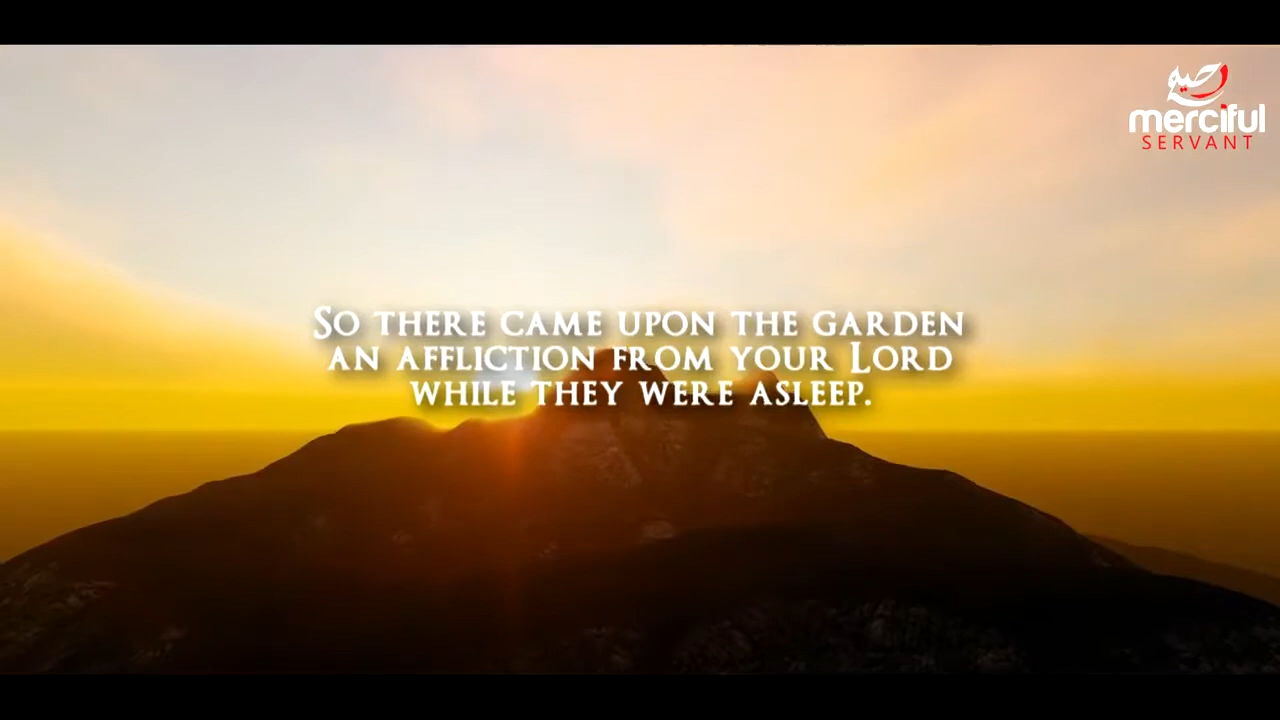 merciful
SERVANT
So there came upon the garden
an affliction from your Lord
while they were asleep.